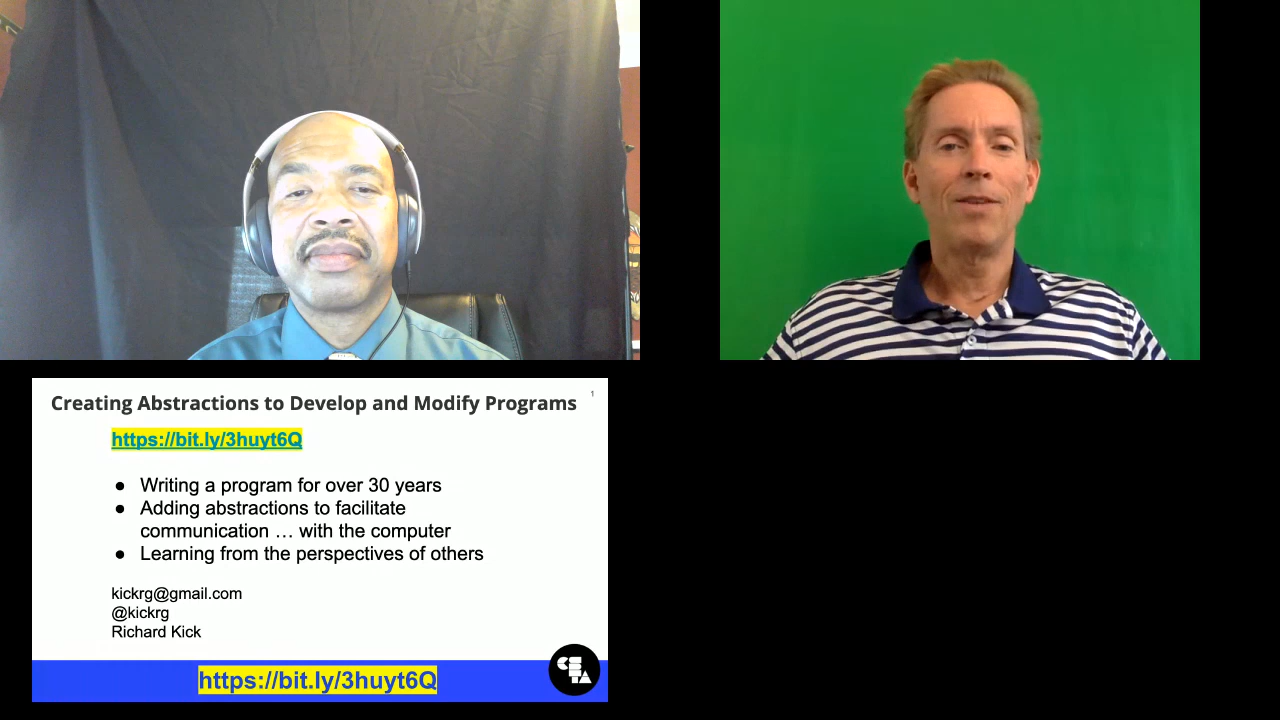 Creating Abstractions to Develop and Modify Programs
1
https://bit.ly/3huyt6Q
● Writing a program for over 30 years
● Adding abstractions to facilitate
communication … with the computer
● Learning from the perspectives of others
kickrg@gmail.com
@kickrg
Richard Kick
https://bit.ly/3huyt6Q
CSTA